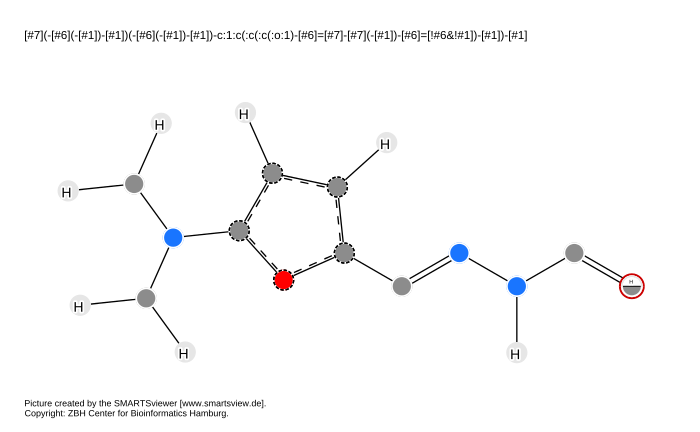 [#7](-[#6](-[#1])-[#1])(-[#6](-[#1])-[#1])-c:1:c(:c(:c(:o:1)-[#6]=[#7]-[#7](-[#1])-[#6]=[!#6&!#1])-[#1])-[#1]
H
H
H
H
H
H
H
H
H
Picture created by the SMARTSviewer [www.smartsview.de].
Copyright: ZBH Center for Bioinformatics Hamburg.